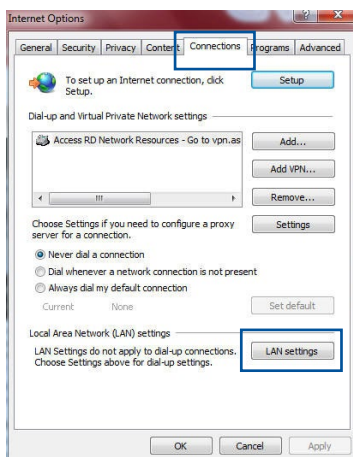 Internet Options
General Security Privacy Content Connections Programs Advanced
To set up an Internet connection, click
Setup.
Setup
Dial-up and Virtual Private Network settings
Access RD Network Resources - Go to vpn.as
Add...
Add VPN...
Remove...
Choose Settings if you need to configure a proxy
server for a connection.
Settings
Never dial a connection
Dial whenever a network connection is not present
Always dial my default connection
Current None
Set default
Local Area Network (LAN) settings
LAN Settings do not apply to dial-up connections.
Choose Settings above for dial-up settings.
LAN settings
OK Cancel Apply